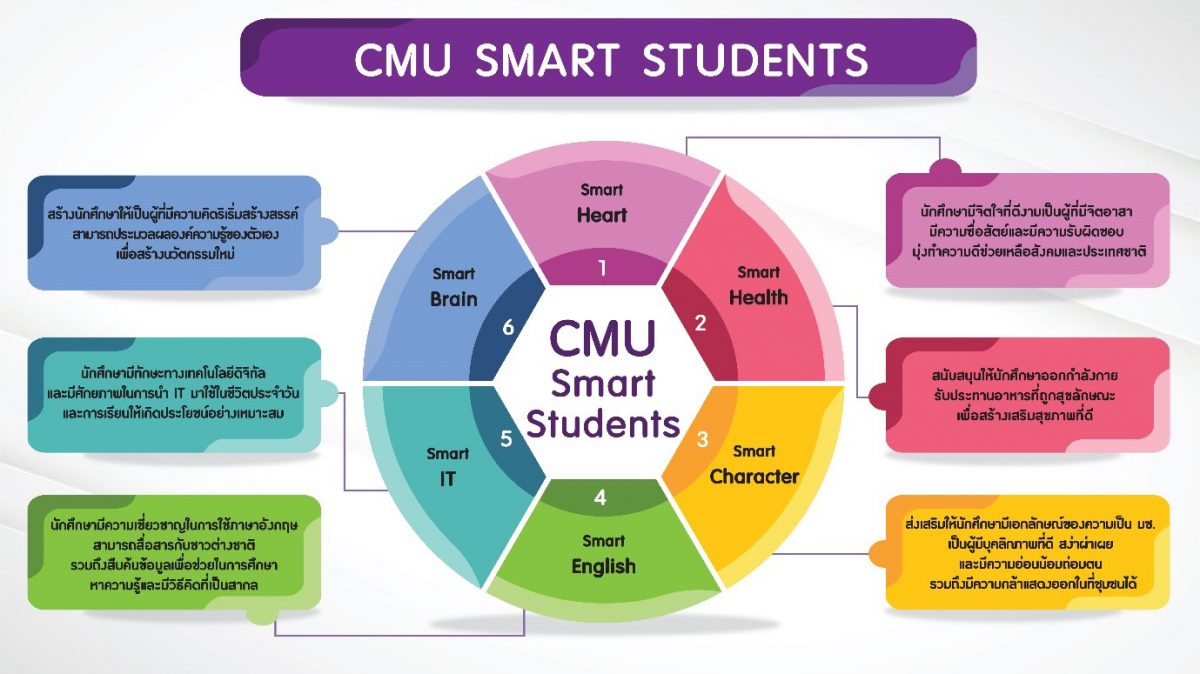 CMU SMART STUDENTS
Smart
Heart
1
Smart
Health
2
Smart
Character
3
4
Smart
English
Smart
IT
5
Smart
Brain
6
CMU
Smart
Students
นักศึกษามีจิตใจที่ดีงามเป็นผู้ที่มีจิตอาสา
มีความซื่อสัตย์และมีความรับผิดชอบ
มุ่งทำความดีช่วยเหลือสังคมและประเทศชาติ
สนับสนุนให้นักศึกษาออกกำลังกาย
รับประทานอาหารที่ถูกสุขลักษณะ
เพื่อสร้างเสริมสุขภาพที่ดี
ส่งเสริมให้นักศึกษามีเอกลักษณ์ของความเป็น มช.
เป็นผู้มีบุคลิกภาพที่ดี สง่าผ่าเผย
และมีความอ่อนน้อมถ่อมตน
รวมถึงมีความกล้าแสดงออกในที่ชุมชนได้
นักศึกษามีความเชี่ยวชาญในการใช้ภาษาอังกฤษ
สามารถสื่อสารกับชาวต่างชาติ
รวมถึงสืบค้นข้อมูลเพื่อช่วยในการศึกษา
หาความรู้และมีวิธีคิดที่เป็นสากล
นักศึกษามีทักษะทางเทคโนโลยีดิจิทัล
และมีศักยภาพในการนำ IT มาใช้ในชีวิตประจำวัน
และการเรียนให้เกิดประโยชน์อย่างเหมาะสม
สร้างนักศึกษาให้เป็นผู้ที่มีความคิดริเริ่มสร้างสรรค์
สามารถประมวลผลองค์ความรู้ของตัวเอง
เพื่อสร้างนวัตกรรมใหม่